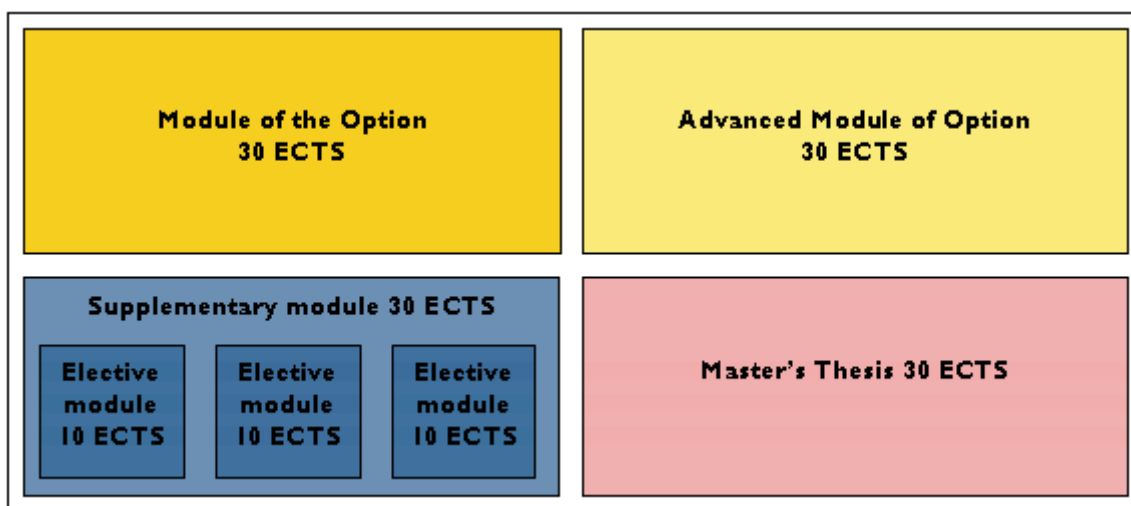 Module of the Option
30 ECTS
Advanced Module of Option
30 ECTS
Supplementary module 30 ECTS
Elective
module
10 ECTS
Elective
module
10 ECTS
Elective
module
10 ECTS
Master's Thesis 30 ECTS